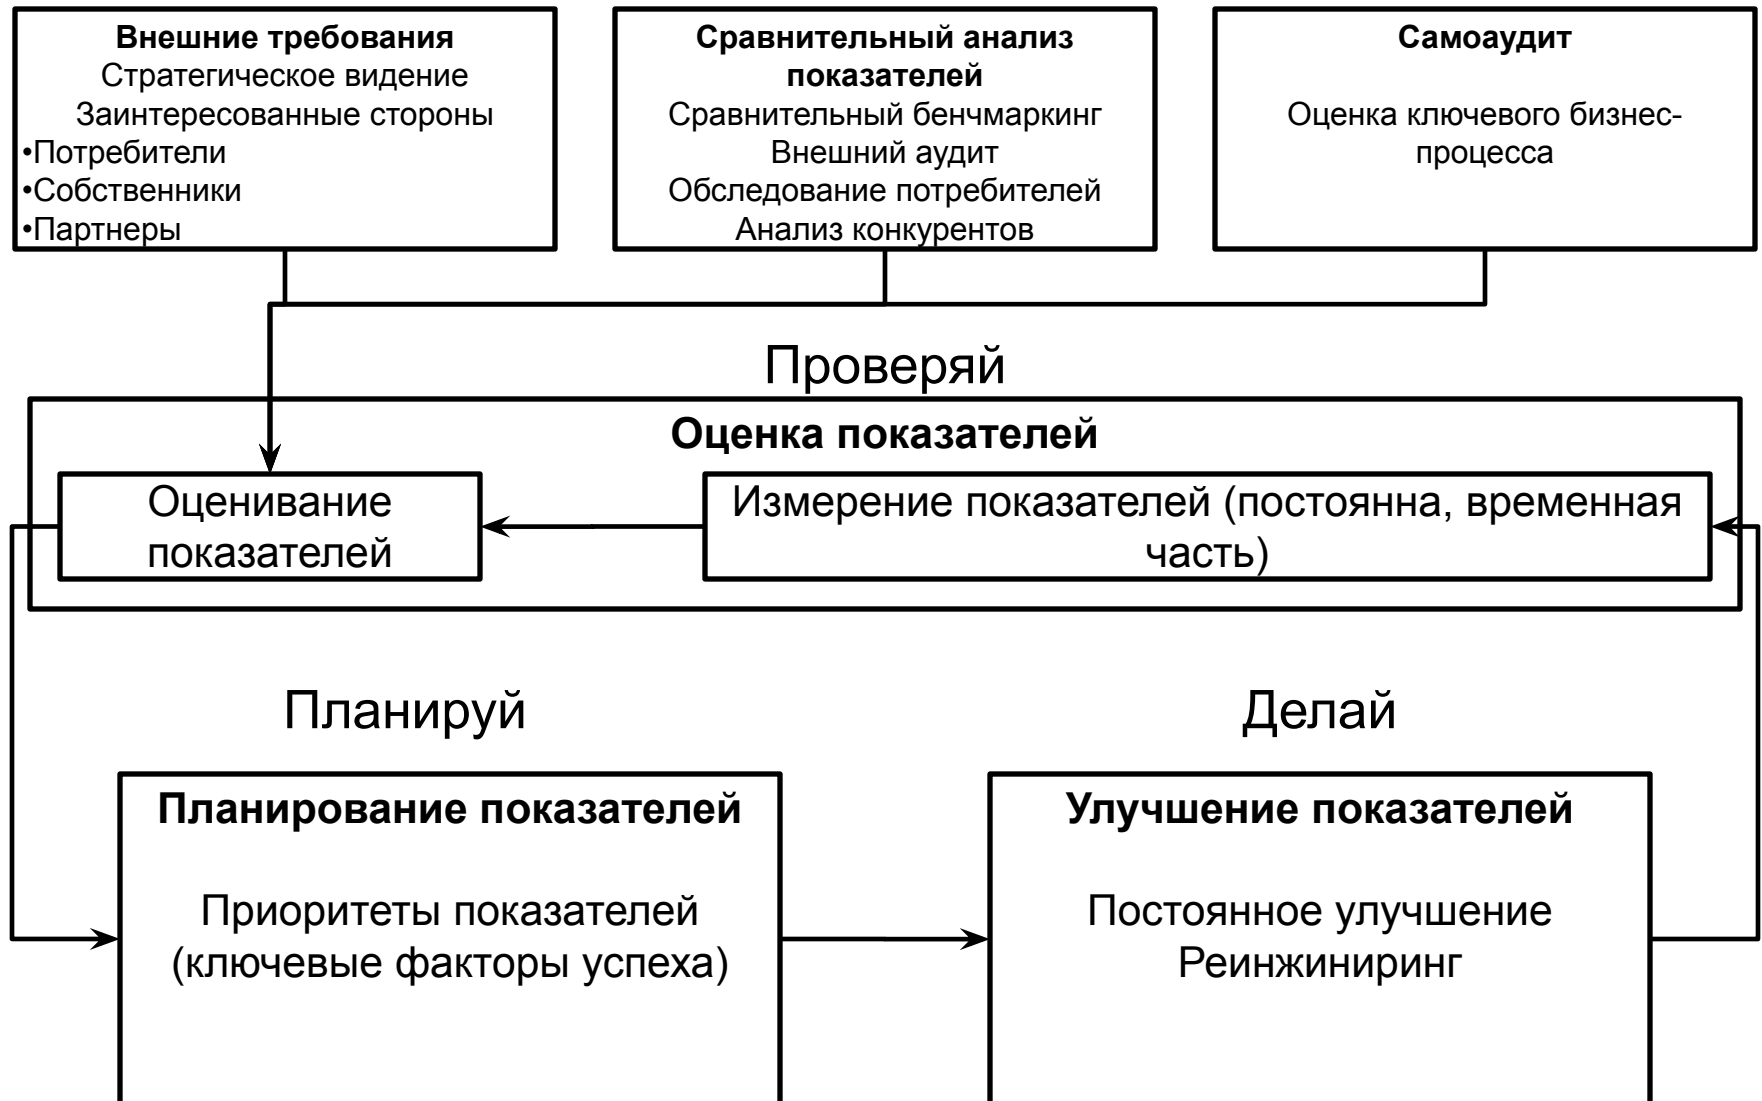 Внешние требования
Стратегическое видение
Заинтересованные стороны
•Потребители
•Собственники
•Партнеры
Сравнительный анализ
показателей
Сравнительный бенчмаркинг
Внешний аудит
Обследование потребителей
Анализ конкурентов
Самоаудит
Оценка ключевого бизнес-
процесса
Проверяй
Оценка показателей
Оценивание
показателей
Измерение показателей (постоянна, временная
часть)
Планируй
Делай
Планирование показателей
Приоритеты показателей
(ключевые факторы успеха)
Улучшение показателей
Постоянное улучшение
Реинжиниринг